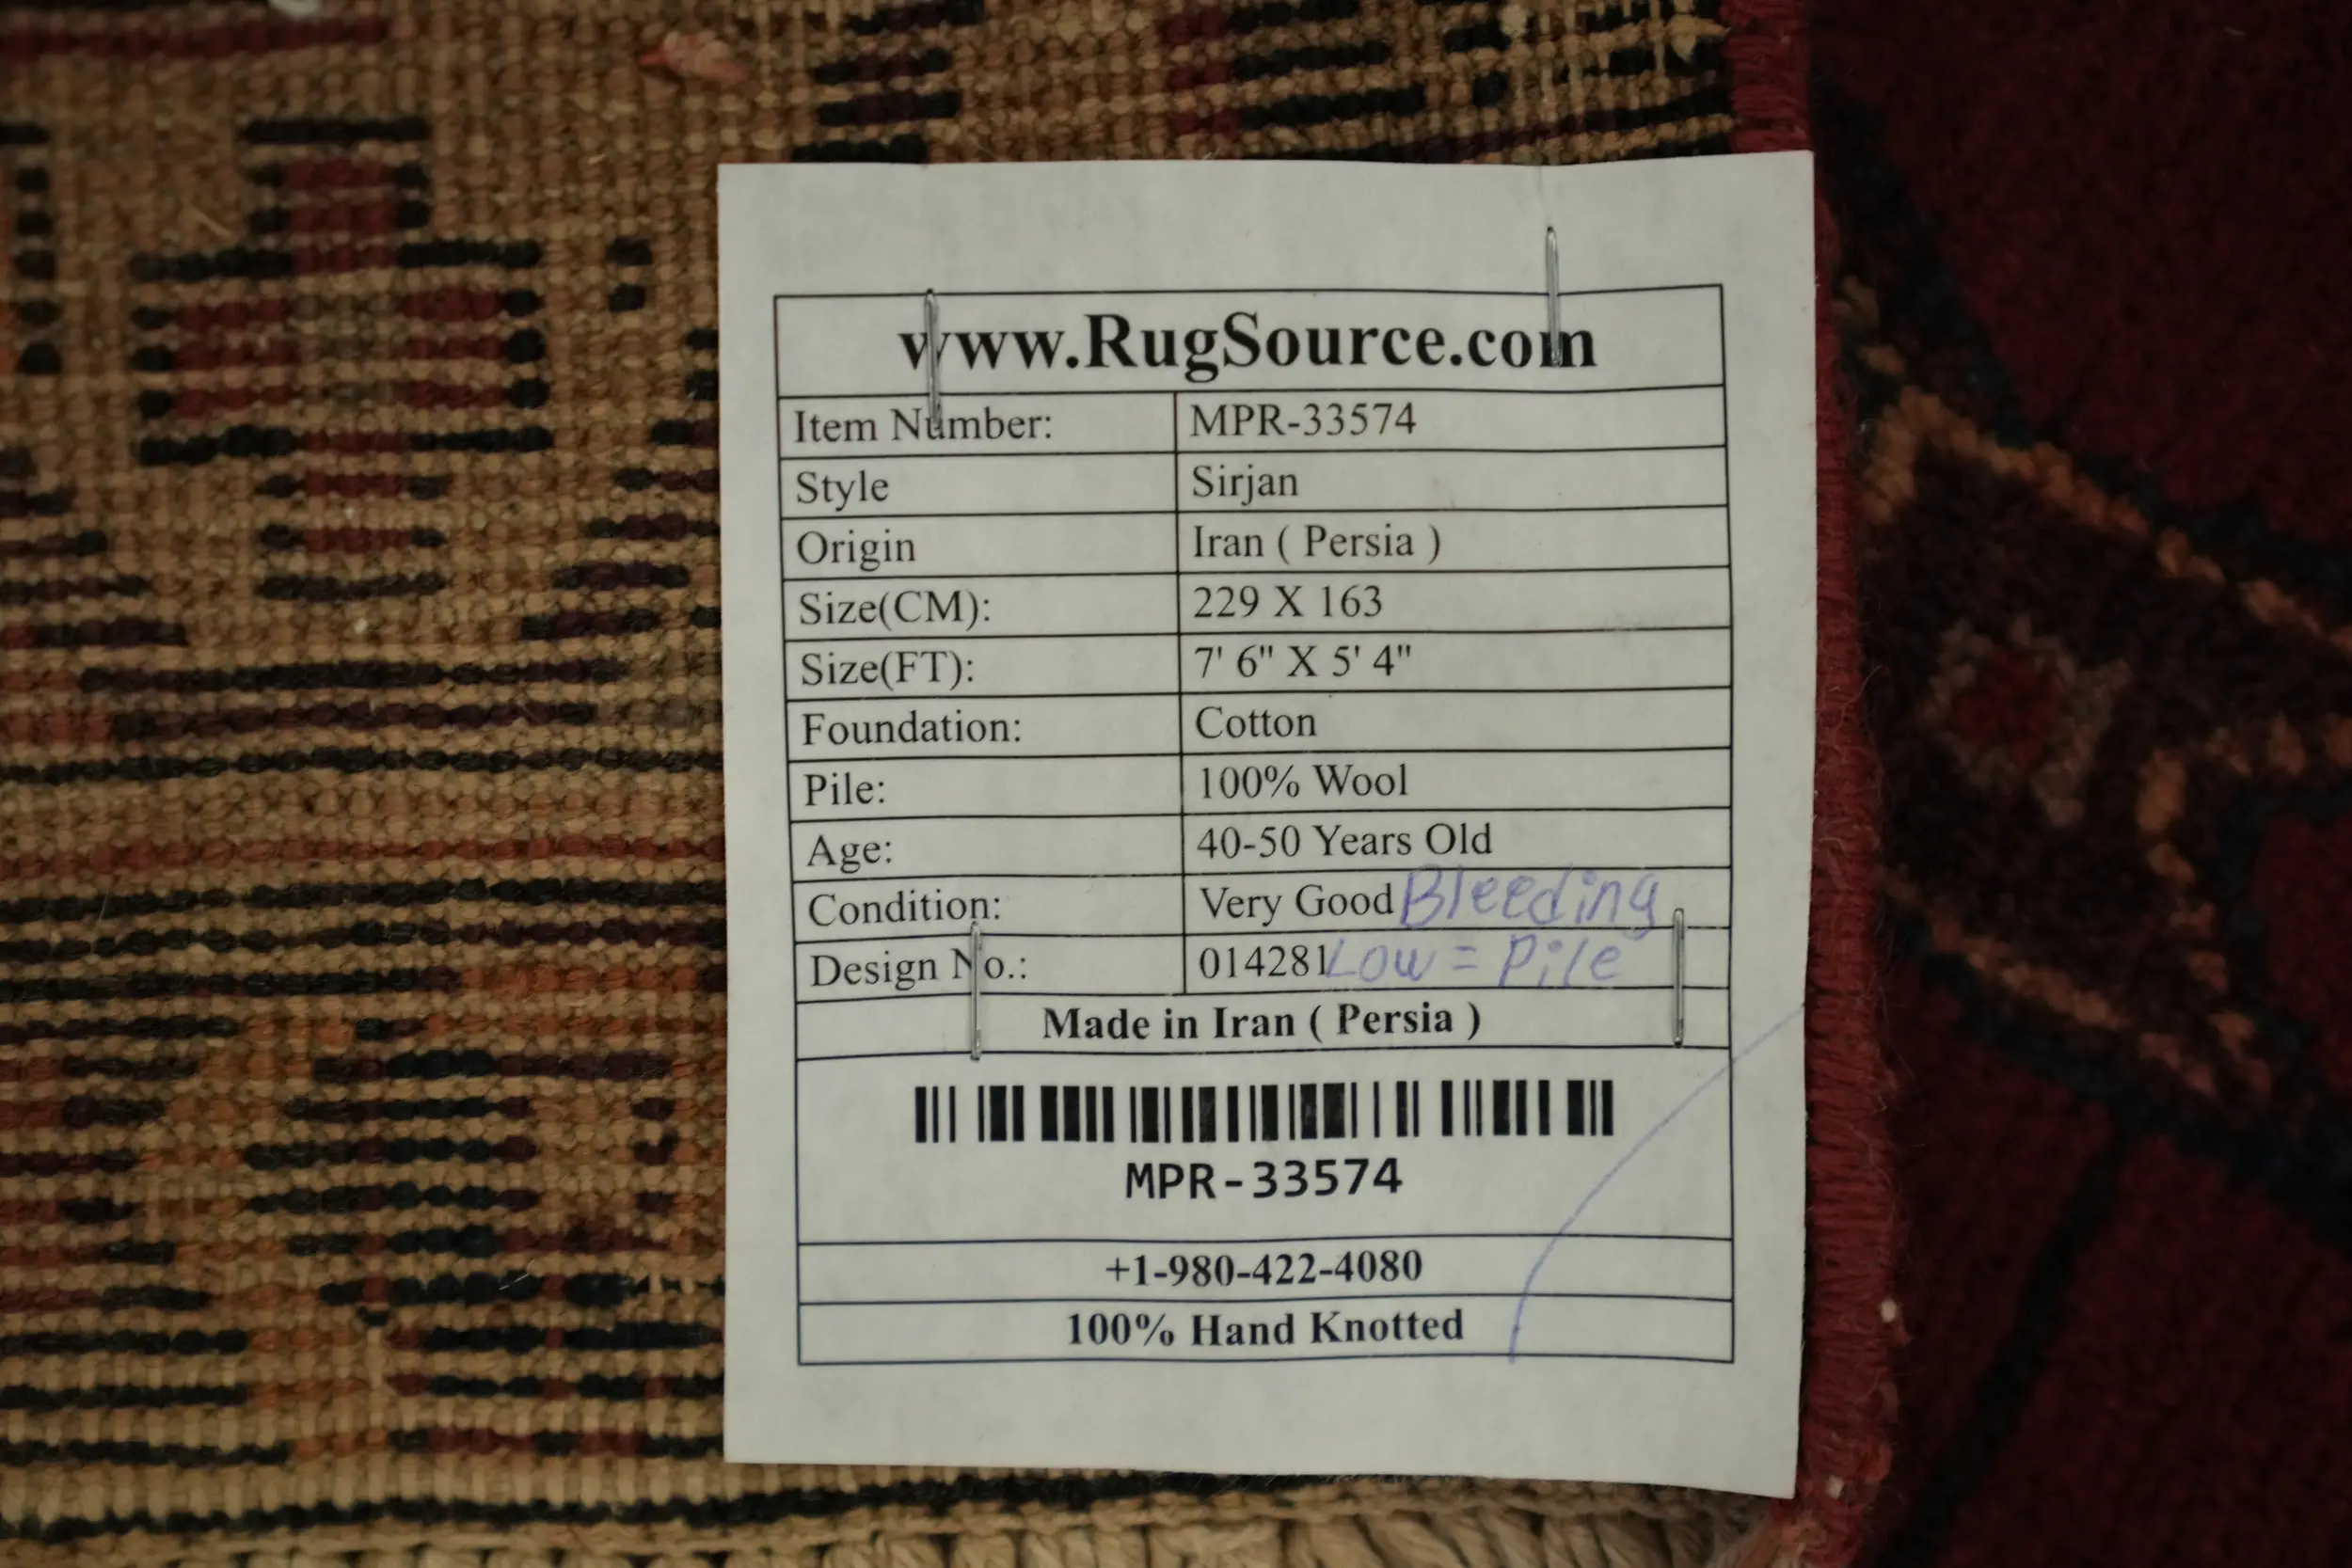 www.RugSource.com
Item Number: MPR-33574
Style Sirjan
Origin Iran ( Persia )
Size(CM): 229 X 163
Size(FT): 7' 6" X 5' 4"
Foundation: Cotton
Pile: 100% Wool
Age: 40-50 Years Old
Condition: Very Good Bleeding
Design No.: 014281 Low = Pile
Made in Iran ( Persia )
MPR-33574
+1-980-422-4080
100% Hand Knotted